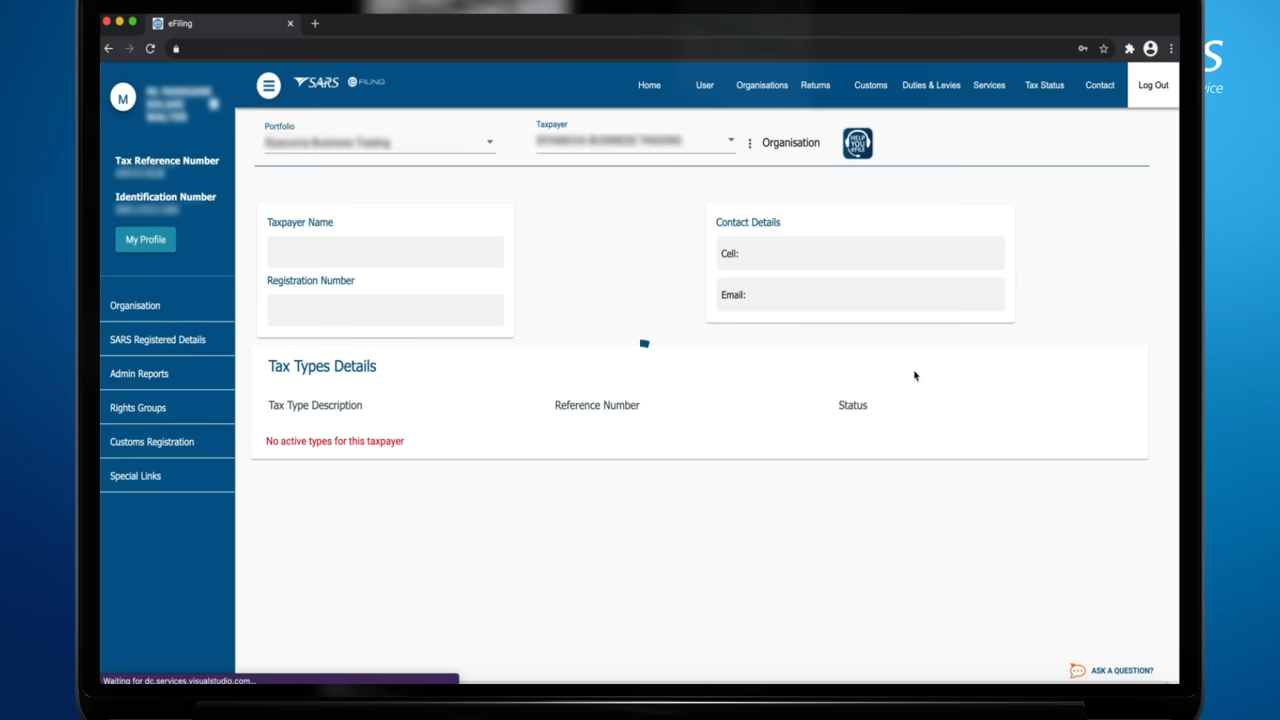 eFiling
M
SARS eFILING
Home User Organisations Returns Customs Duties & Levies Services Tax Status Contact Log Out
S
vice
Portfolio
Taxpayer
Organisation
HELP YOU eFILE
Tax Reference Number
Identification Number
My Profile
Taxpayer Name
Registration Number
Contact Details
Cell:
Email:
Organisation
SARS Registered Details
Admin Reports
Rights Groups
Customs Registration
Special Links
Tax Types Details
Tax Type Description Reference Number Status
No active types for this taxpayer
ASK A QUESTION?
Waiting for dc.services.visualstudio.com...